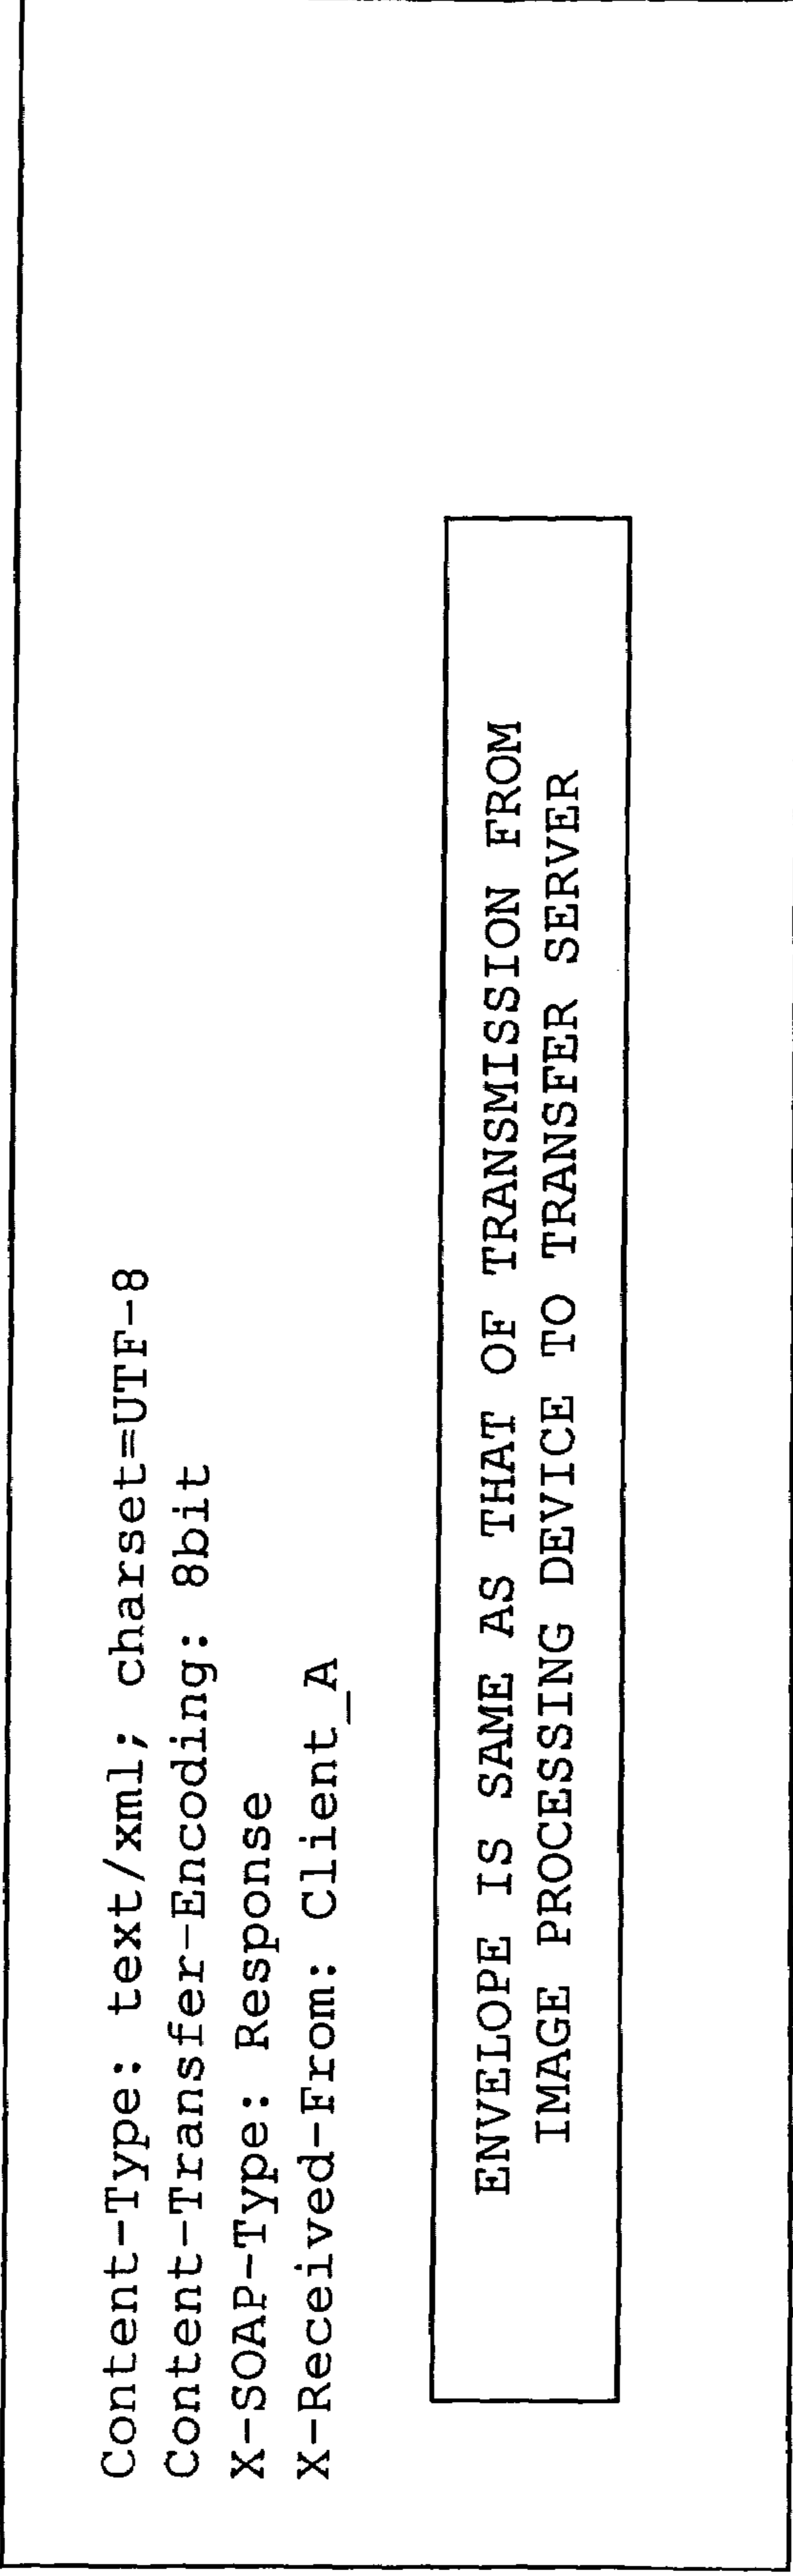 Content-Type: text/xml; charset=UTF-8
Content-Transfer-Encoding: 8bit
X-SOAP-Type: Response
X-Received-From: Client_A
ENVELOPE IS SAME AS THAT OF TRANSMISSION FROM
IMAGE PROCESSING DEVICE TO TRANSFER SERVER